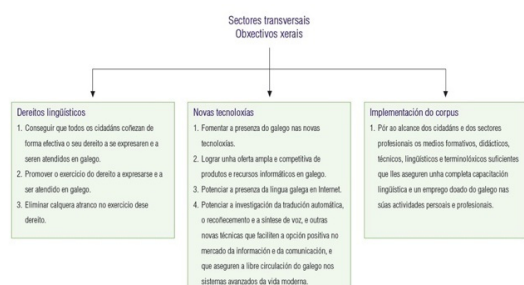 Sectores transversais
Obxectivos xerais
Dereitos lingüísticos
1. Conseguir que todos os cidadáns coñezan de
forma efectiva o seu dereito a se expresaren e a
seren atendidos en galego.
2. Promover o exercicio do dereito a expresarse e a
ser atendido en galego.
3. Eliminar calquera atranco no exercicio dese
dereito.
Novas tecnoloxías
1. Fomentar a presenza do galego nas novas
tecnoloxías.
2. Lograr unha oferta ampla e competitiva de
produtos e recursos informáticos en galego.
3. Potenciar a presenza da lingua galega en Internet.
4. Potenciar a investigación da tradución automática,
o recoñecemento e a síntese de voz, e outras
novas técnicas que faciliten a opción positiva no
mercado da información e da comunicación, e
que aseguren a libre circulación do galego nos
sistemas avanzados da vida moderna.
Implementación do corpus
1. Pór ao alcance dos cidadáns e dos sectores
profesionais os medios formativos, didácticos,
técnicos, lingüísticos e terminolóxicos suficientes
que lles aseguren unha completa capacitación
lingüística e un emprego doado do galego nas
súas actividades persoais e profesionais.